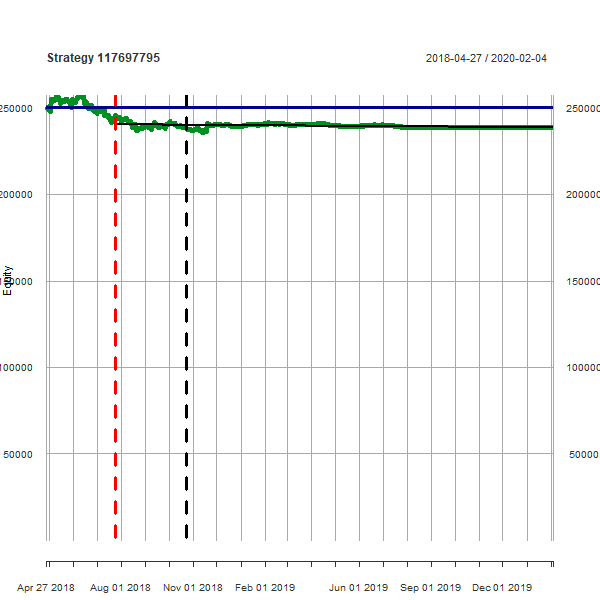 Strategy 117697795
2018-04-27 / 2020-02-04
250000 250000
200000 200000
150000 150000
100000 100000
50000 50000
Equity
Apr 27 2018 Aug 01 2018 Nov 01 2018 Feb 01 2019 Jun 01 2019 Sep 01 2019 Dec 01 2019